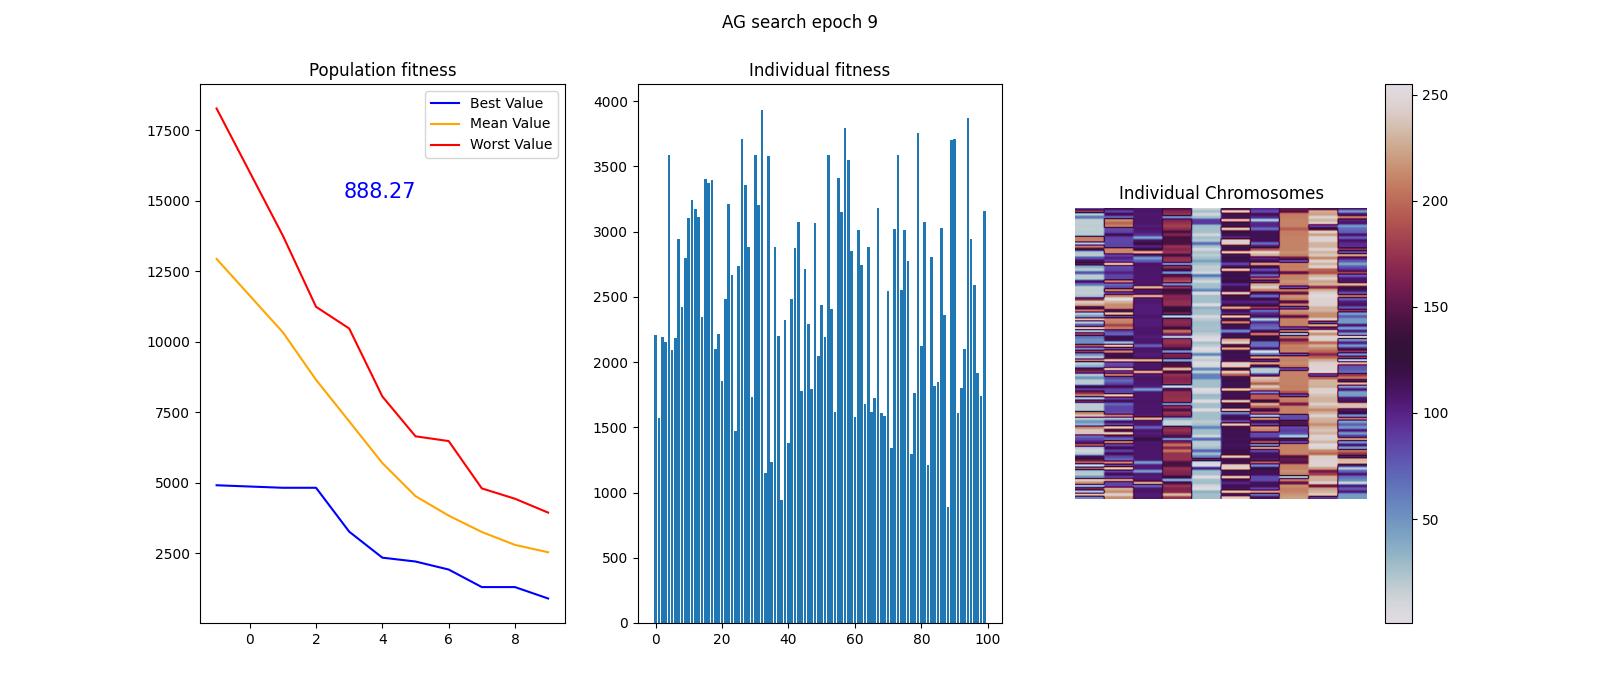 AG search epoch 9
Population fitness
17500
15000
12500
10000
7500
5000
2500
0 2 4 6 8
Best Value
Mean Value
Worst Value
888.27
Individual fitness
4000
3500
3000
2500
2000
1500
1000
500
0
0 20 40 60 80 100
Individual Chromosomes
250
200
150
100
50